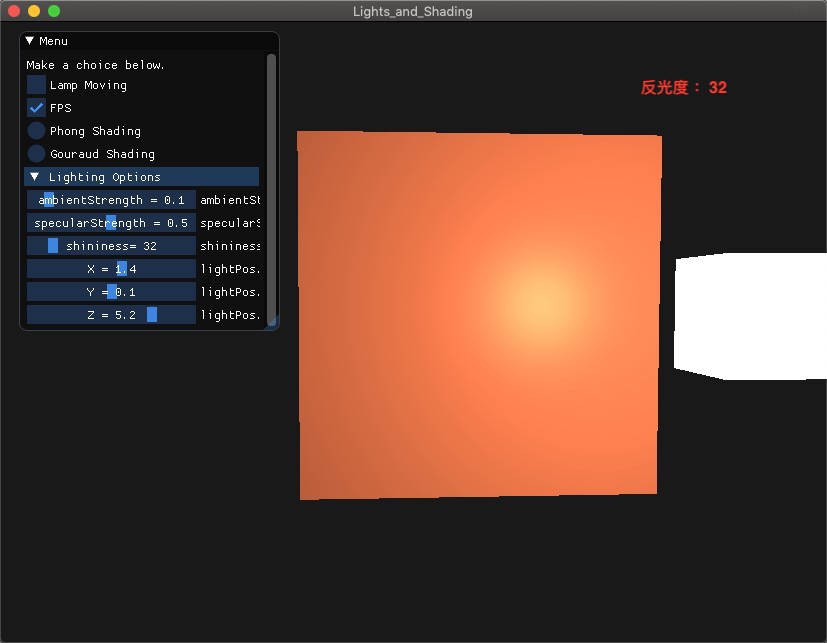 Lights_and_Shading
Menu
Make a choice below.
Lamp Moving
FPS
Phong Shading
Gouraud Shading
Lighting Options
ambientStrength = 0.1 ambientSt
specularStrength = 0.5 specularS
shininess= 32 shininess
X = 1.4 lightPos.
Y = 0.1 lightPos.
Z = 5.2 lightPos.
反光度： 32